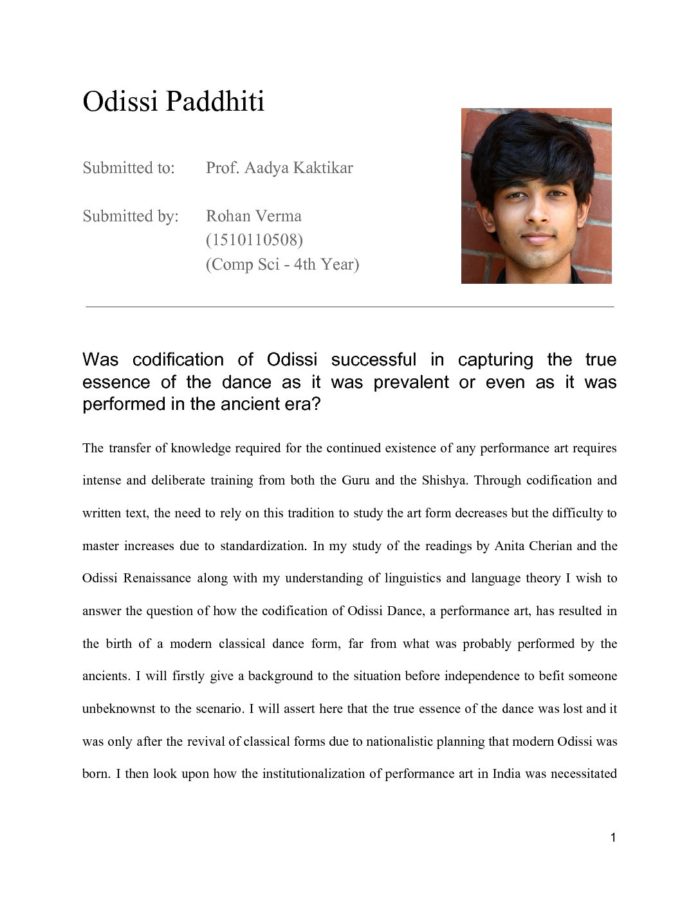 Odissi Paddhiti
Submitted to: Prof. Aadya Kaktikar
Submitted by: Rohan Verma
(1510110508)
(Comp Sci - 4th Year)
Was codification of Odissi successful in capturing the true
essence of the dance as it was prevalent or even as it was
performed in the ancient era?
The transfer of knowledge required for the continued existence of any performance art requires
intense and deliberate training from both the Guru and the Shishya. Through codification and
written text, the need to rely on this tradition to study the art form decreases but the difficulty to
master increases due to standardization. In my study of the readings by Anita Cherian and the
Odissi Renaissance along with my understanding of linguistics and language theory I wish to
answer the question of how the codification of Odissi Dance, a performance art, has resulted in
the birth of a modern classical dance form, far from what was probably performed by the
ancients. I will firstly give a background to the situation before independence to befit someone
unbeknownst to the scenario. I will assert here that the true essence of the dance was lost and it
was only after the revival of classical forms due to nationalistic planning that modern Odissi was
born. I then look upon how the institutionalization of performance art in India was necessitated
1